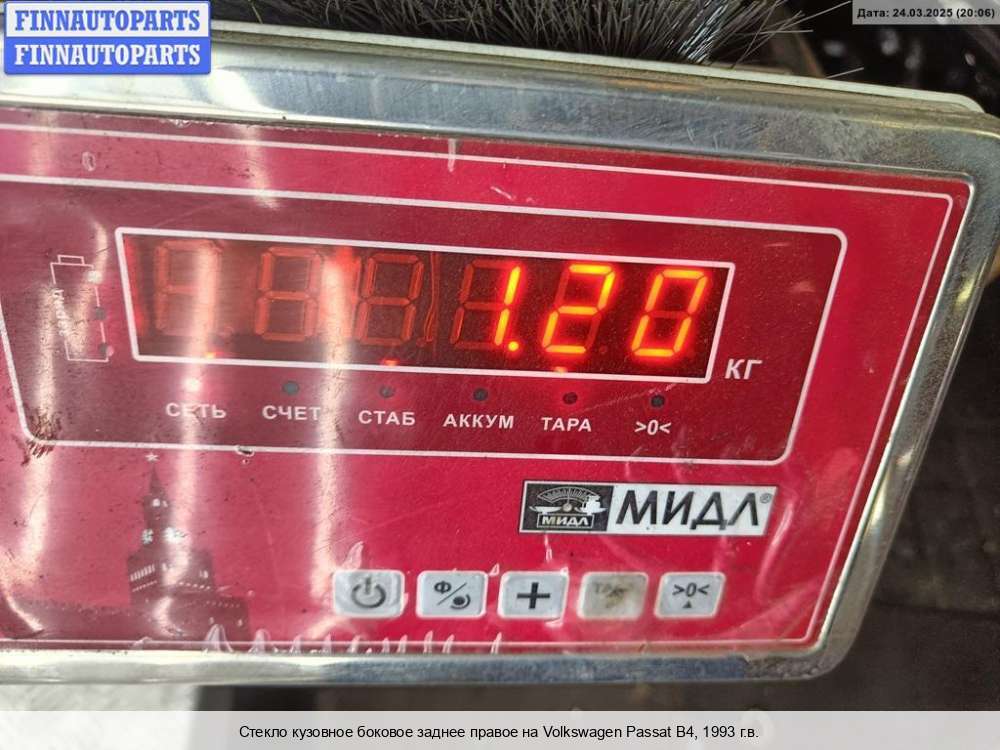 FINNAUTOPARTS
FINNAUTOPARTS
Дата: 24.03.2025 (20:06)
1.20
КГ
СЕТЬ СЧЕТ СТАБ АККУМ ТАРА >0<
МИДЛ МИДЛ®
Ф/ + >0<
Стекло кузовное боковое заднее правое на Volkswagen Passat B4, 1993 г.в.